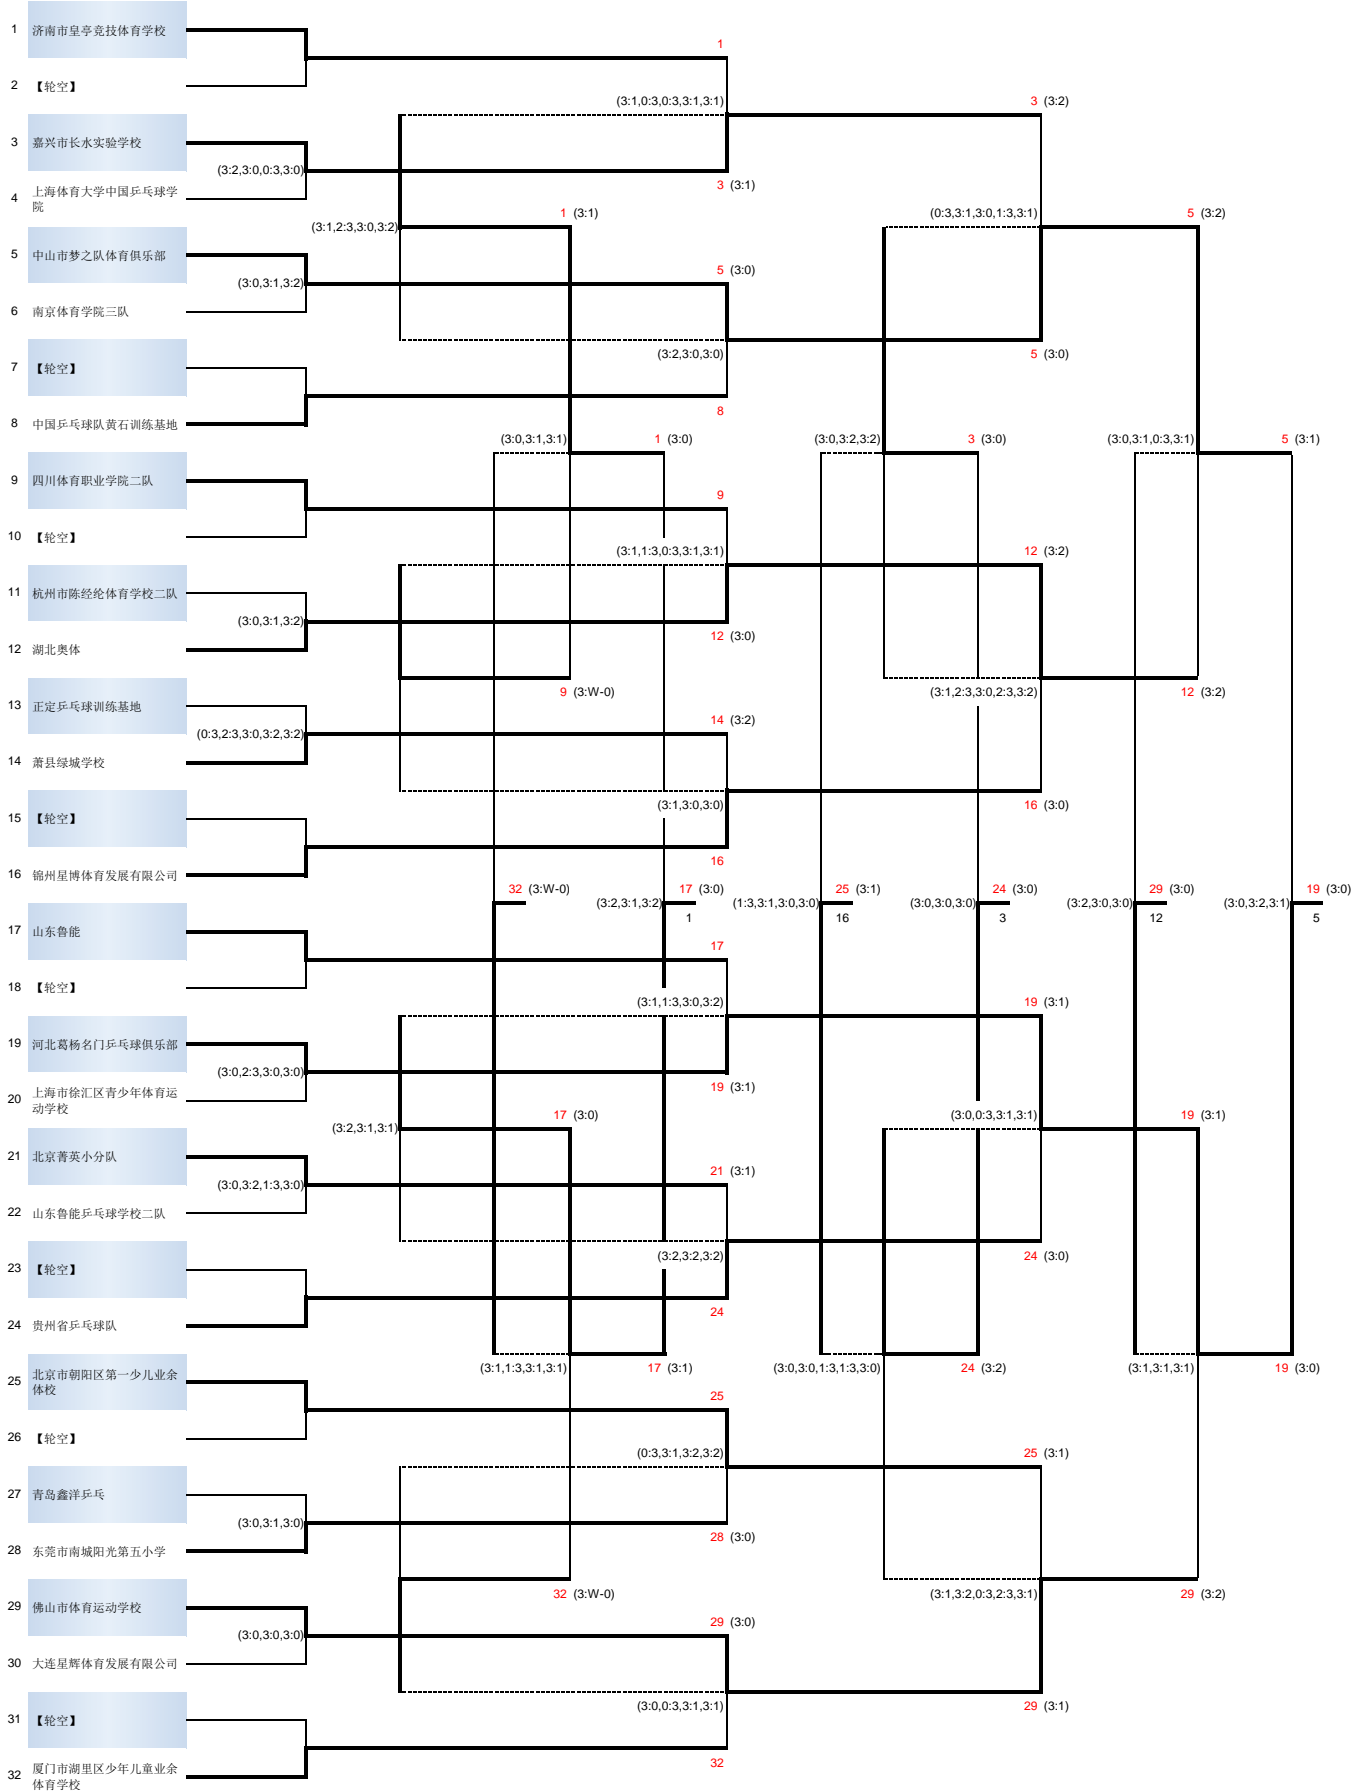 1 济南市皇亭竞技体育学校
1
2 【轮空】
(3:1,0:3,0:3,3:1,3:1)
3 (3:2)
3 嘉兴市长水实验学校
(3:2,3:0,0:3,3:0)
3 (3:1)
4 上海体育大学中国乒乓球学
院
1 (3:1)
(0:3,3:1,3:0,1:3,3:1)
5 (3:2)
(3:1,2:3,3:0,3:2)
5 中山市梦之队体育俱乐部
5 (3:0)
(3:0,3:1,3:2)
6 南京体育学院三队
(3:2,3:0,3:0)
5 (3:0)
7 【轮空】
8
8 中国乒乓球队黄石训练基地
(3:0,3:1,3:1)
1 (3:0)
(3:0,3:2,3:2)
3 (3:0)
(3:0,3:1,0:3,3:1)
5 (3:1)
9 四川体育职业学院二队
9
10 【轮空】
(3:1,1:3,0:3,3:1,3:1)
12 (3:2)
11 杭州市陈经纶体育学校二队
(3:0,3:1,3:2)
12 (3:0)
12 湖北奥体
9 (3:W-0)
(3:1,2:3,3:0,2:3,3:2)
12 (3:2)
13 正定乒乓球训练基地
14 (3:2)
(0:3,2:3,3:0,3:2,3:2)
14 萧县绿城学校
(3:1,3:0,3:0)
16 (3:0)
15 【轮空】
16
16 锦州星博体育发展有限公司
32 (3:W-0)
17 (3:0)
25 (3:1)
24 (3:0)
29 (3:0)
19 (3:0)
(3:2,3:1,3:2)
(1:3,3:1,3:0,3:0)
(3:0,3:0,3:0)
(3:2,3:0,3:0)
(3:0,3:2,3:1)
1
16
3
12
5
17 山东鲁能
17
18 【轮空】
(3:1,1:3,3:0,3:2)
19 (3:1)
19 河北葛杨名门乒乓球俱乐部
(3:0,2:3,3:0,3:0)
19 (3:1)
20 上海市徐汇区青少年体育运
动学校
17 (3:0)
(3:0,0:3,3:1,3:1)
19 (3:1)
(3:2,3:1,3:1)
21 北京菁英小分队
21 (3:1)
(3:0,3:2,1:3,3:0)
22 山东鲁能乒乓球学校二队
(3:2,3:2,3:2)
24 (3:0)
23 【轮空】
24
24 贵州省乒乓球队
(3:1,1:3,3:1,3:1)
17 (3:1)
(3:0,3:0,1:3,1:3,3:0)
24 (3:2)
(3:1,3:1,3:1)
19 (3:0)
25 北京市朝阳区第一少儿业余
体校
25
26 【轮空】
(0:3,3:1,3:2,3:2)
25 (3:1)
27 青岛鑫洋乒乓
(3:0,3:1,3:0)
28 (3:0)
28 东莞市南城阳光第五小学
32 (3:W-0)
(3:1,3:2,0:3,2:3,3:1)
29 (3:2)
29 佛山市体育运动学校
29 (3:0)
(3:0,3:0,3:0)
30 大连星辉体育发展有限公司
(3:0,0:3,3:1,3:1)
29 (3:1)
31 【轮空】
32
32 厦门市湖里区少年儿童业余
体育学校